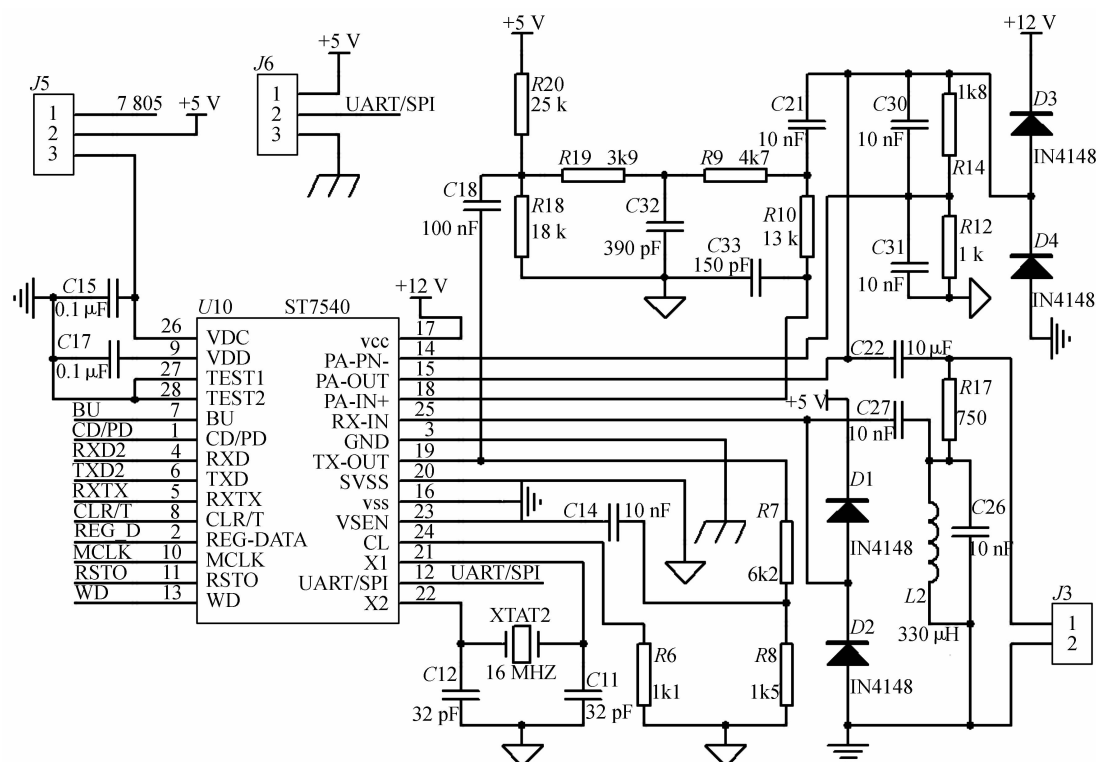 +5 V
+12 V
J5
1
2
3
7 805
+5 V
J6
1
2
3
+5 V
UART/SPI
R20
25 k
C18
100 nF
R18
18 k
R19 3k9
R9 4k7
C32
390 pF
C33
150 pF
R10
13 k
C21
10 nF
C30
10 nF
1k8
R14
C31
10 nF
R12
1 k
D3
IN4148
D4
IN4148
C15
0.1 μF
C17
0.1 μF
U10 ST7540
+12 V
26 VDC
9 VDD
27 TEST1
28 TEST2
BU 7 BU
CD/PD 1 CD/PD
RXD2 4 RXD
TXD2 6 TXD
RXTX 5 RXTX
CLR/T 8 CLR/T
REG_D 2 REG-DATA
MCLK 10 MCLK
RSTO 11 RSTO
WD 13 WD
vcc 17
PA-PN- 14
PA-OUT 15
PA-IN+ 18
RX-IN 25
GND 3
TX-OUT 19
SVSS 20
vss 16
VSEN 23
CL 24
X1 21
UART/SPI 12 UART/SPI
X2 22
C22 10 μF
+5 V
C27
10 nF
R17
750
D1
IN4148
D2
IN4148
C26
10 nF
L2
330 μH
J3
1
2
C14 10 nF
R7
6k2
R8
1k5
R6
1k1
XTAT2
16 MHZ
C12
32 pF
C11
32 pF